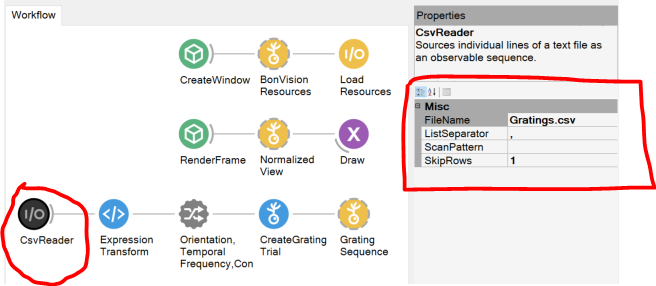 Workflow
CreateWindow
BonVision
Resources
I/O
Load
Resources
RenderFrame
Normalized
View
X
Draw
I/O
CsvReader
</>
Expression
Transform
Orientation,
Temporal
Frequency,Con
CreateGrating
Trial
Grating
Sequence
Properties
CsvReader
Sources individual lines of a text file as
an observable sequence.
Misc
FileName Gratings.csv
ListSeparator ,
ScanPattern
SkipRows 1